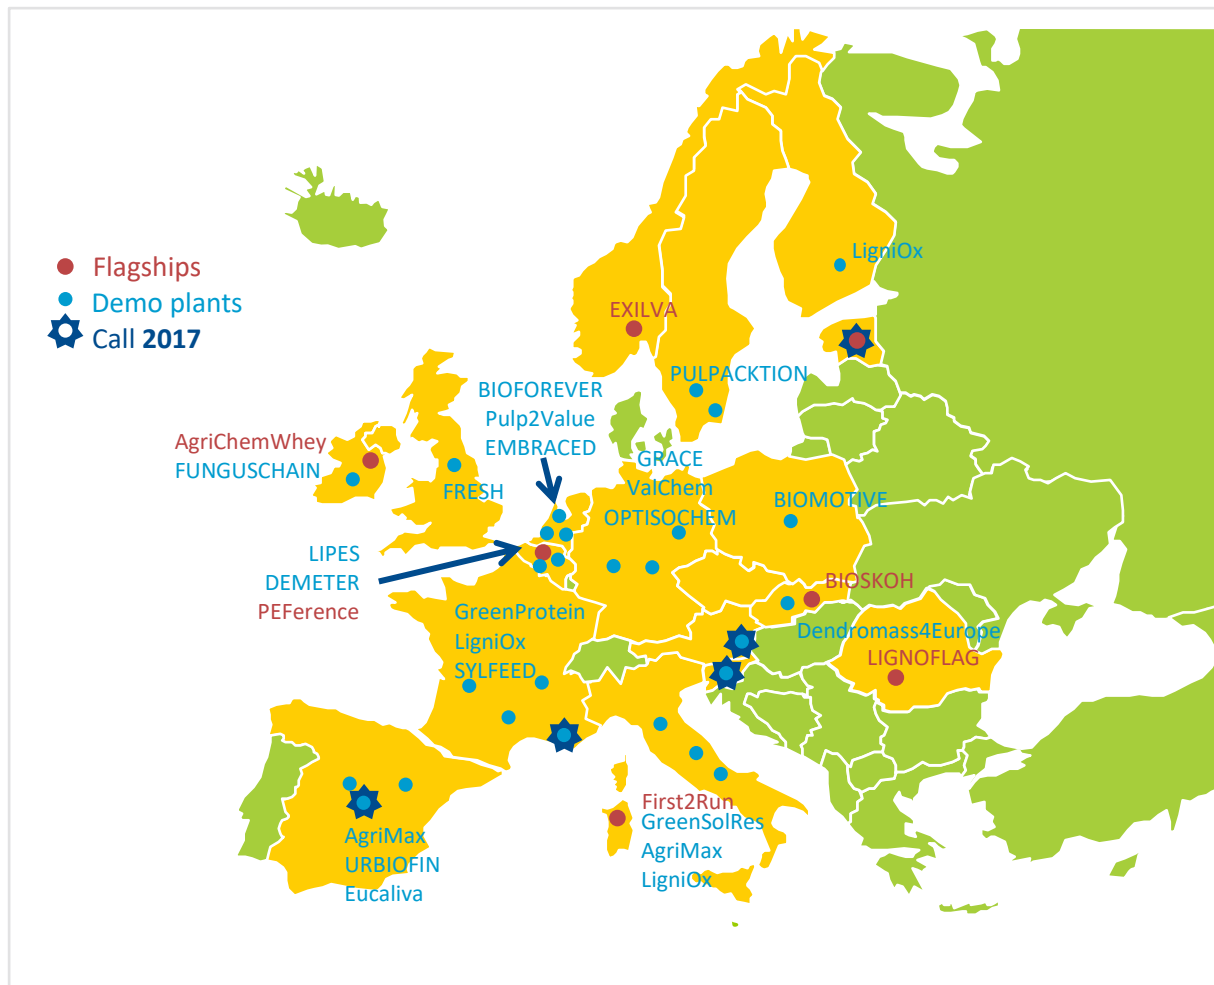 LigniOx
Flagships
Demo plants
Call 2017
EXILVA
PULPACKTION
BIOFOREVER
Pulp2Value
EMBRACED
AgriChemWhey
FUNGUSCHAIN
FRESH
GRACE
ValChem
OPTISOCHEM
BIOMOTIVE
LIPES
DEMETER
PEFerence
BIOSKOH
Dendromass4Europe
LIGNOFLAG
GreenProtein
LigniOx
SYLFEED
First2Run
GreenSolRes
AgriMax
LigniOx
AgriMax
URBIOFIN
Eucaliva